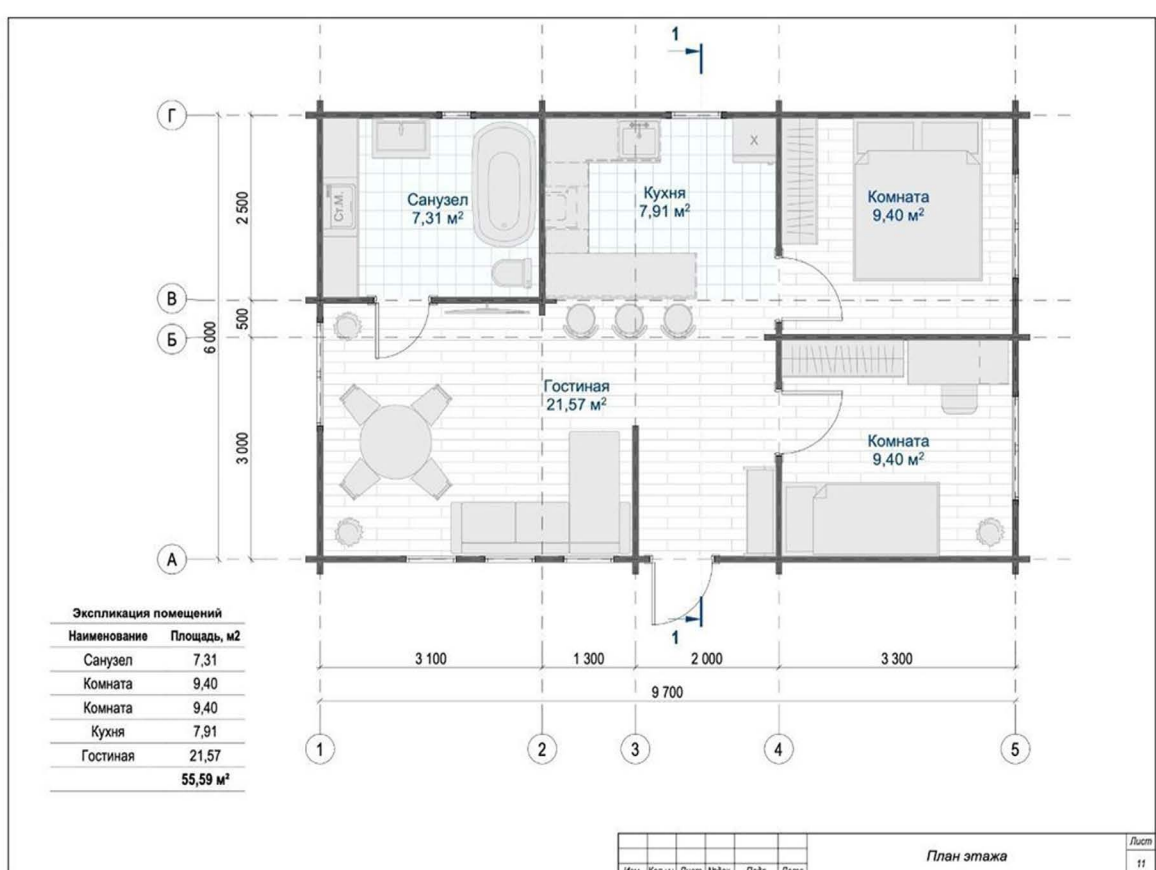 1
Г
В
Б
А
2 500
500
3 000
6 000
Ст.М.
Санузел
7,31 м²
Кухня
7,91 м²
X
Комната
9,40 м²
Гостиная
21,57 м²
Комната
9,40 м²
1
3 100
1 300
2 000
3 300
9 700
1
2
3
4
5
Экспликация помещений
Наименование Площадь, м2
Санузел 7,31
Комната 9,40
Комната 9,40
Кухня 7,91
Гостиная 21,57
55,59 м²
План этажа
Лист
11